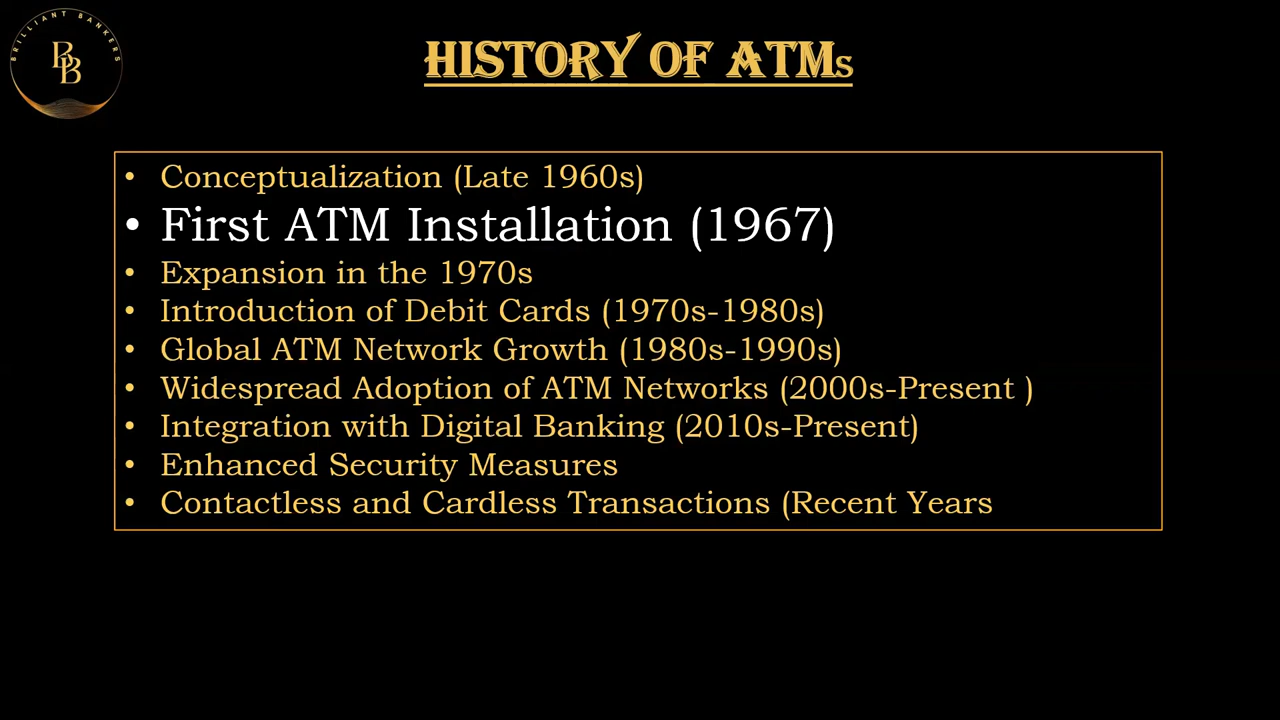 BRILLIANT BANKERS
BB
HISTORY OF ATMs
• Conceptualization (Late 1960s)
• First ATM Installation (1967)
• Expansion in the 1970s
• Introduction of Debit Cards (1970s-1980s)
• Global ATM Network Growth (1980s-1990s)
• Widespread Adoption of ATM Networks (2000s-Present )
• Integration with Digital Banking (2010s-Present)
• Enhanced Security Measures
• Contactless and Cardless Transactions (Recent Years